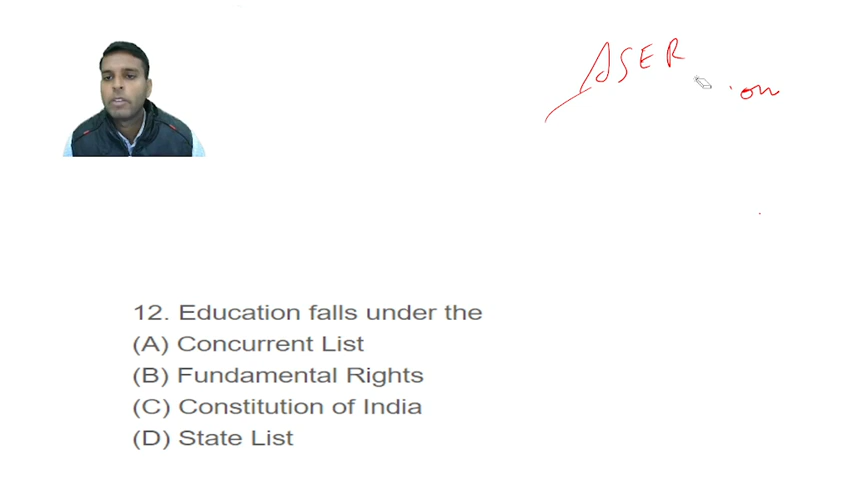 ASER
on
12. Education falls under the
(A) Concurrent List
(B) Fundamental Rights
(C) Constitution of India
(D) State List